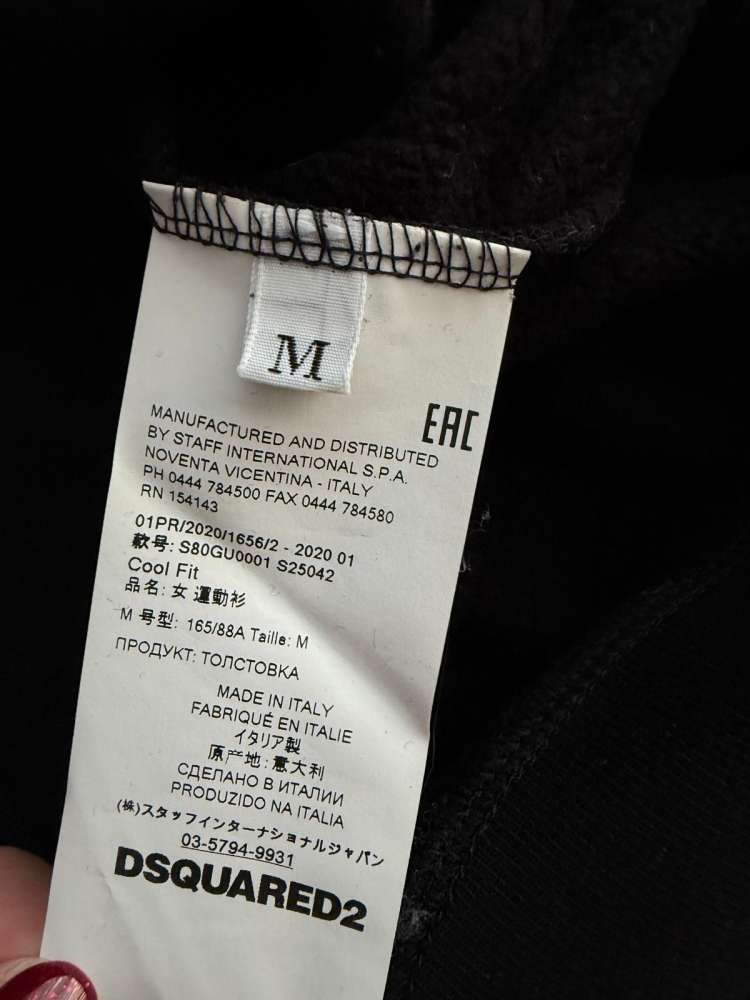 M
EAC
MANUFACTURED AND DISTRIBUTED
BY STAFF INTERNATIONAL S.P.A.
NOVENTA VICENTINA - ITALY
PH 0444 784500 FAX 0444 784580
RN 154143
01PR/2020/1656/2 - 2020 01
款号: S80GU0001 S25042
Cool Fit
品名: 女 運動衫
M 号型: 165/88A Taille: M
ПРОДУКТ: ТОЛСТОВКА
MADE IN ITALY
FABRIQUÉ EN ITALIE
イタリア製
原产地: 意大利
СДЕЛАНО В ИТАЛИИ
PRODUZIDO NA ITALIA
(株)スタッフインターナショナルジャパン
03-5794-9931
DSQUARED2